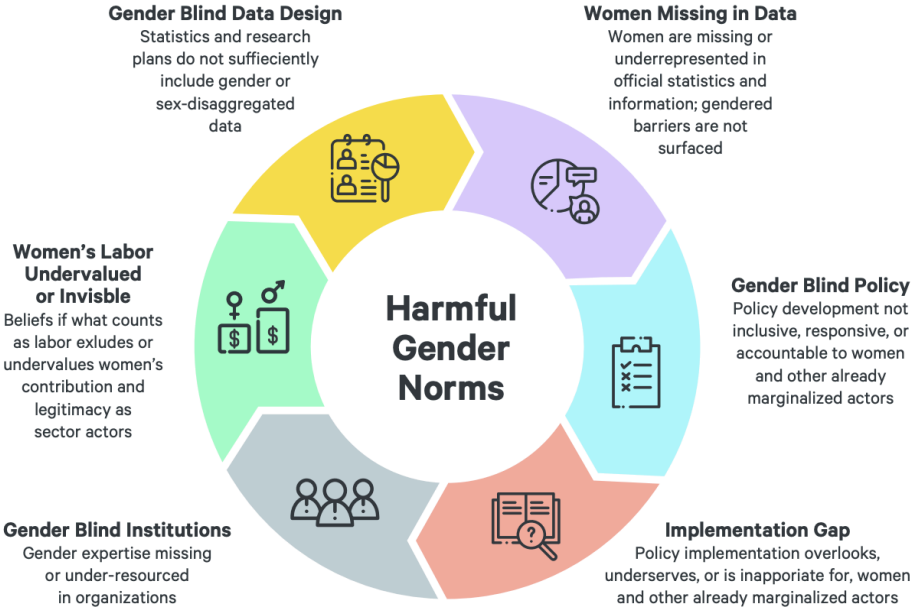 Gender Blind Data Design
Statistics and research
plans do not suffieciently
include gender or
sex-disaggregated
data
Women Missing in Data
Women are missing or
underrepresented in
official statistics and
information; gendered
barriers are not
surfaced
Women's Labor
Undervalued
or Invisble
Beliefs if what counts
as labor exludes or
undervalues women's
contribution and
legitimacy as
sector actors
$
$
Harmful
Gender
Norms
Gender Blind Policy
Policy development not
inclusive, responsive, or
accountable to women
and other already
marginalized actors
Gender Blind Institutions
Gender expertise missing
or under-resourced
in organizations
?
Implementation Gap
Policy implementation overlooks,
underserves, or is inapporiate for, women
and other already marginalized actors